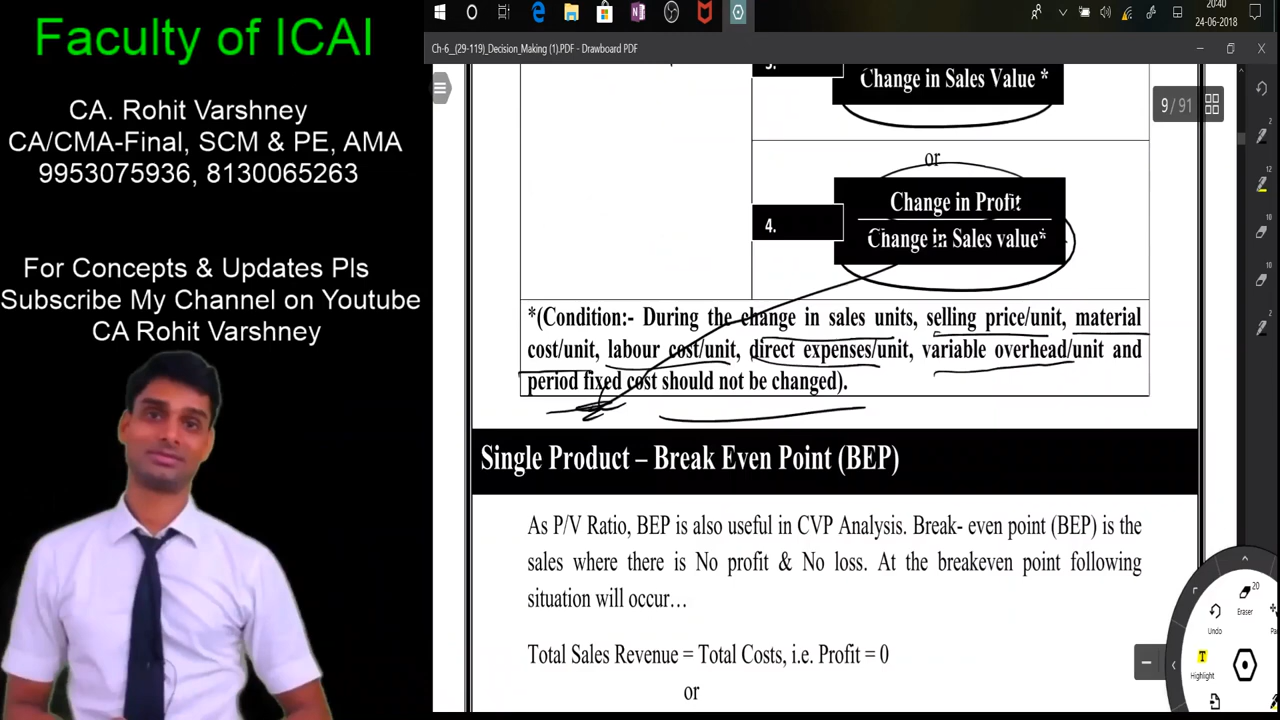 Faculty of ICAI
CA. Rohit Varshney
CA/CMA-Final, SCM & PE, AMA
9953075936, 8130065263
For Concepts & Updates Pls
Subscribe My Channel on Youtube
CA Rohit Varshney
20:40
24-06-2018
Ch-6_(29-119)_Decision_Making (1).PDF - Drawboard PDF
9 / 91
Change in Sales Value *
or
4.
Change in Profit
Change in Sales value*
*(Condition:- During the change in sales units, selling price/unit, material
cost/unit, labour cost/unit, direct expenses/unit, variable overhead/unit and
period fixed cost should not be changed).
Single Product – Break Even Point (BEP)
As P/V Ratio, BEP is also useful in CVP Analysis. Break- even point (BEP) is the
sales where there is No profit & No loss. At the breakeven point following
situation will occur…
Total Sales Revenue = Total Costs, i.e. Profit = 0
or
2
12
10
10
20
Eraser
Undo
T
Highlight